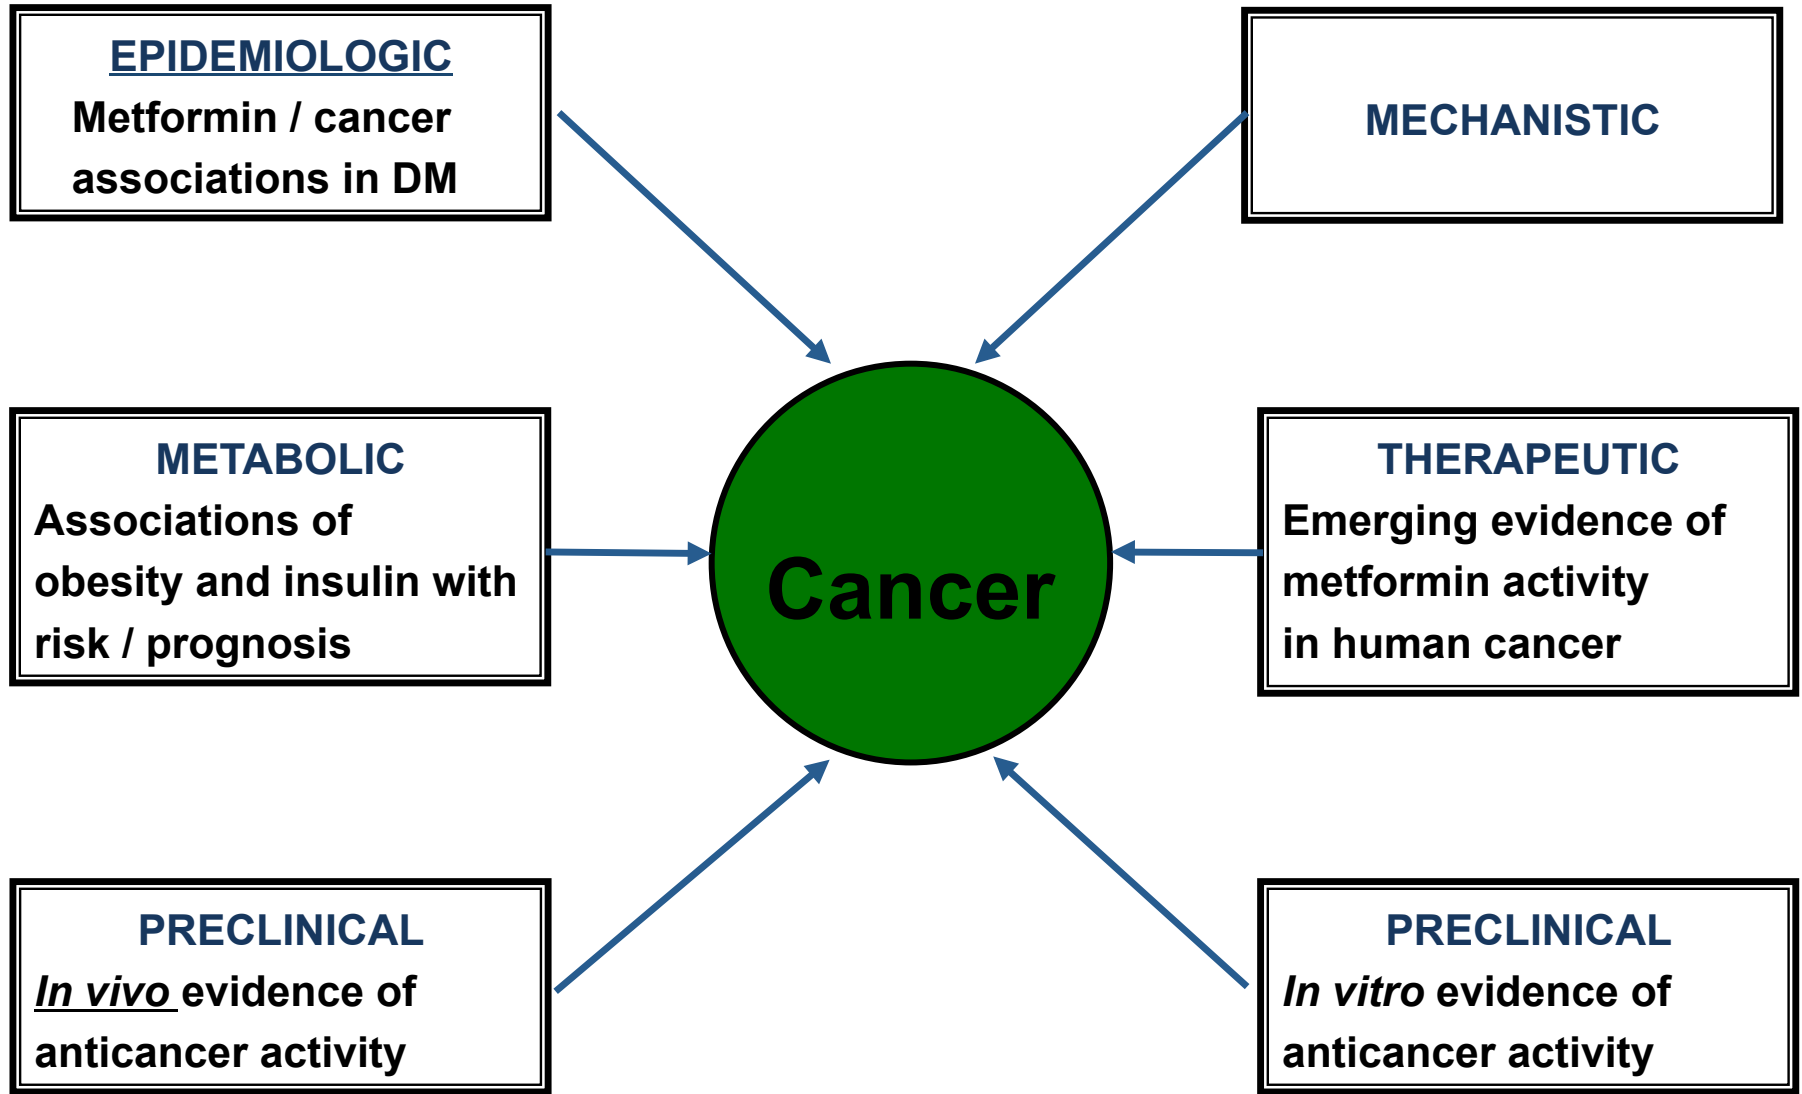 EPIDEMIOLOGIC
Metformin / cancer
associations in DM
MECHANISTIC
METABOLIC
Associations of
obesity and insulin with
risk / prognosis
Cancer
THERAPEUTIC
Emerging evidence of
metformin activity
in human cancer
PRECLINICAL
In vivo evidence of
anticancer activity
PRECLINICAL
In vitro evidence of
anticancer activity